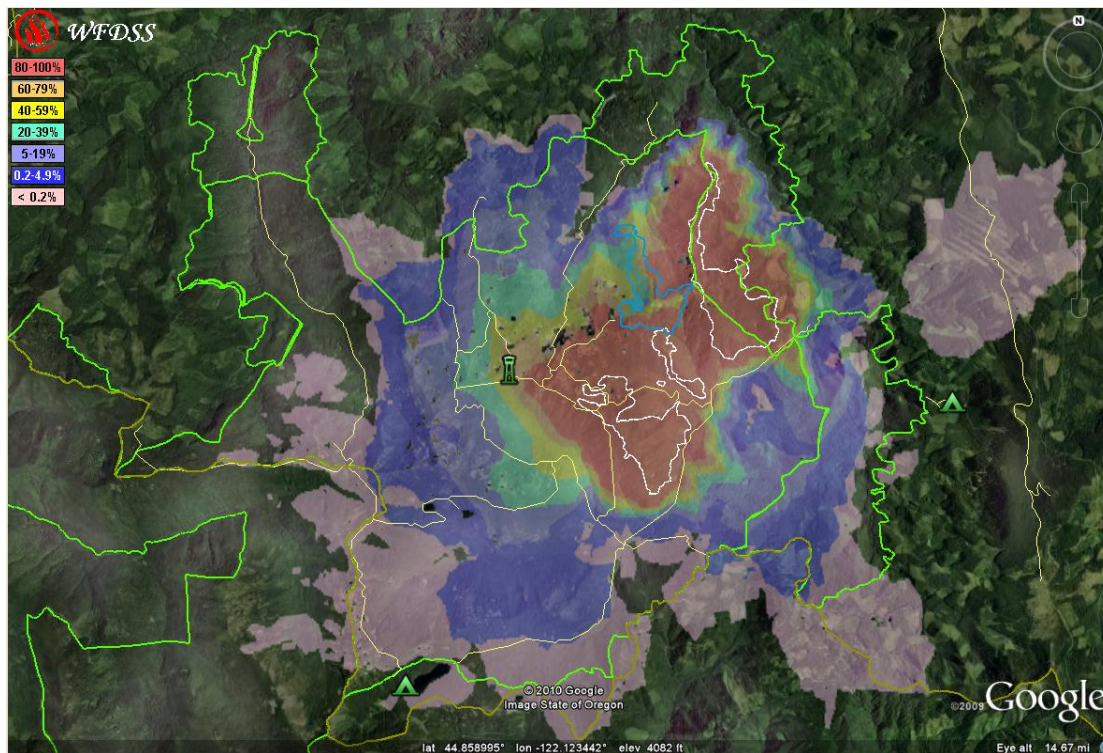 WFDSS
80-100%
60-79%
40-59%
20-39%
5-19%
0.2-4.9%
< 0.2%
N
© 2010 Google
Image State of Oregon
©2009 Google
lat 44.858995° lon -122.123442° elev 4082 ft
Eye alt 14.67 mi